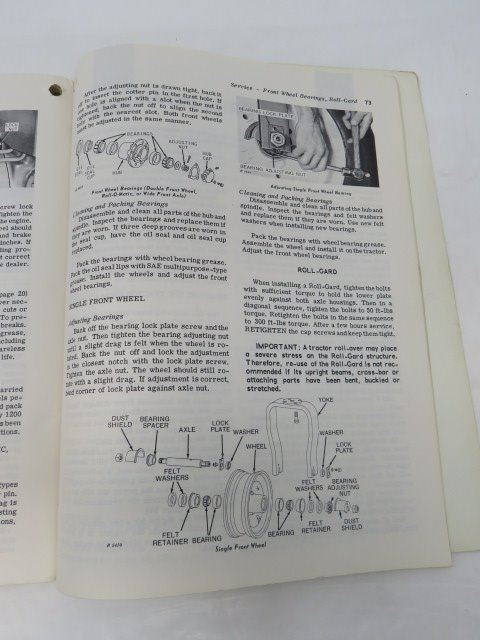 Service - Front Wheel Bearings, Roll-Gard 73
After the adjusting nut is drawn tight, back it
off to insert the cotter pin in the first hole. If
the hole is aligned with a slot when the nut is
tightened, back the nut off to align the second
hole with the nearest slot. Both front wheels
must be adjusted in the same manner.
BEARINGS
ADJUSTING
NUT
HUB
CAP
OIL
SEAL
CUP
OIL
SEAL
HUB
Front Wheel Bearings (Double Front Wheel,
Roll-O-Matic, or Wide Front Axle)
Cleaning and Packing Bearings
Disassemble and clean all parts of the hub and
spindle. Inspect the bearings and replace them if
they are worn. If three deep grooves are worn in
the seal cup, have the oil seal and oil seal cup
replaced.
Pack the bearings with wheel bearing grease.
Pack the oil seal lips with SAE multipurpose-type
grease. Install the wheels and adjust the front
wheel bearings.
SINGLE FRONT WHEEL
Adjusting Bearings
Back off the bearing lock plate screw and the
axle nut. Then tighten the bearing adjusting nut
until a slight drag is felt when the wheel is ro-
tated. Back the nut off and lock the adjustment
in the closest notch with the lock plate screw.
Tighten the axle nut. The wheel should still ro-
tate with a slight drag. If adjustment is correct,
bend corner of lock plate against axle nut.
BEARING LOCK PLATE
BEARING ADJUSTING NUT
Adjusting Single Front Wheel Bearing
Cleaning and Packing Bearings
Disassemble and clean all parts of the hub and
spindle. Inspect the bearings and felt washers
and replace them if they are worn. Use new felt
washers when installing new bearings.
Pack the bearings with wheel bearing grease.
Assemble the wheel and install it on the tractor.
Adjust the front wheel bearings.
ROLL-GARD
When installing a Roll-Gard, tighten the bolts
with sufficient torque to hold the lower plate
evenly against both axle housings. Then in a
diagonal sequence, tighten the bolts to 50 ft-lbs
torque. Retighten the bolts in the same sequence
to 300 ft-lbs torque. After a few hours service,
RETIGHTEN the cap screws and keep them tight.
IMPORTANT: A tractor roll-over may place
a severe stress on the Roll-Gard structure.
Therefore, re-use of the Roll-Gard is not rec-
ommended if its upright beams, cross-bar or
attaching parts have been bent, buckled or
stretched.
DUST
SHIELD
BEARING
SPACER
AXLE
LOCK
PLATE
WASHER
WHEEL
YOKE
WASHER
LOCK
PLATE
FELT
WASHERS
FELT
WASHERS
BEARING
ADJUSTING
NUT
FELT
RETAINER
BEARING
BEARING
FELT
RETAINER
DUST
SHIELD
Single Front Wheel